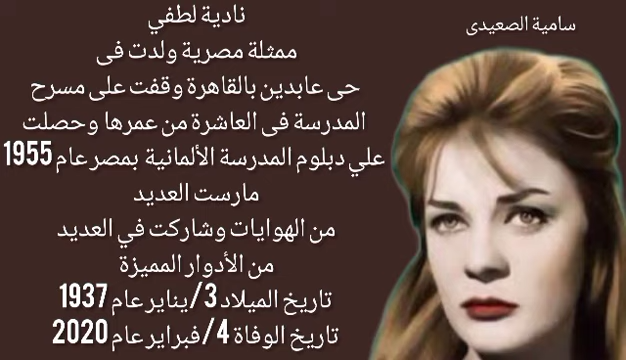 سامية الصعيدى
نادية لطفي
ممثلة مصرية ولدت فى
حى عابدين بالقاهرة وقفت على مسرح
المدرسة فى العاشرة من عمرها وحصلت
علي دبلوم المدرسة الألمانية بمصر عام 1955
مارست العديد
من الهوايات وشاركت في العديد
من الأدوار المميزة
تاريخ الميلاد 3/يناير عام 1937
تاريخ الوفاة 4/فبراير عام 2020